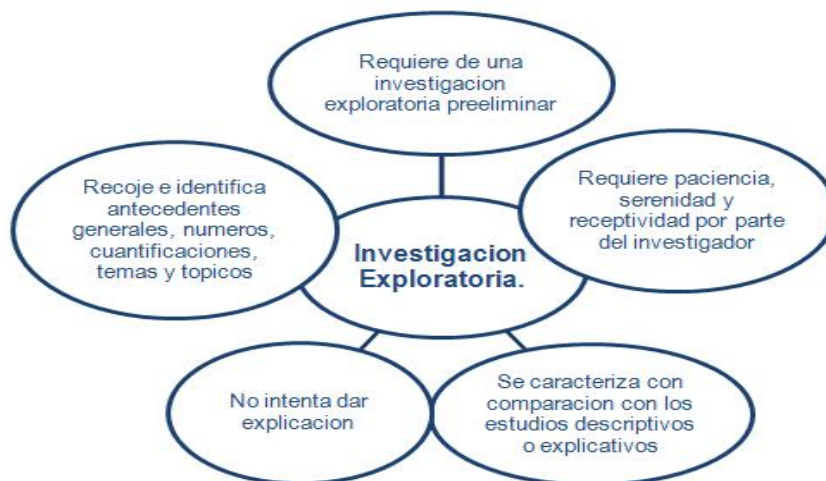 Requiere de una
investigacion
exploratoria preeliminar
Requiere paciencia,
serenidad y
receptividad por parte
del investigador
Se caracteriza con
comparacion con los
estudios descriptivos
o explicativos
No intenta dar
explicacion
Recoje e identifica
antecedentes
generales, numeros,
cuantificaciones,
temas y topicos
Investigacion
Exploratoria.